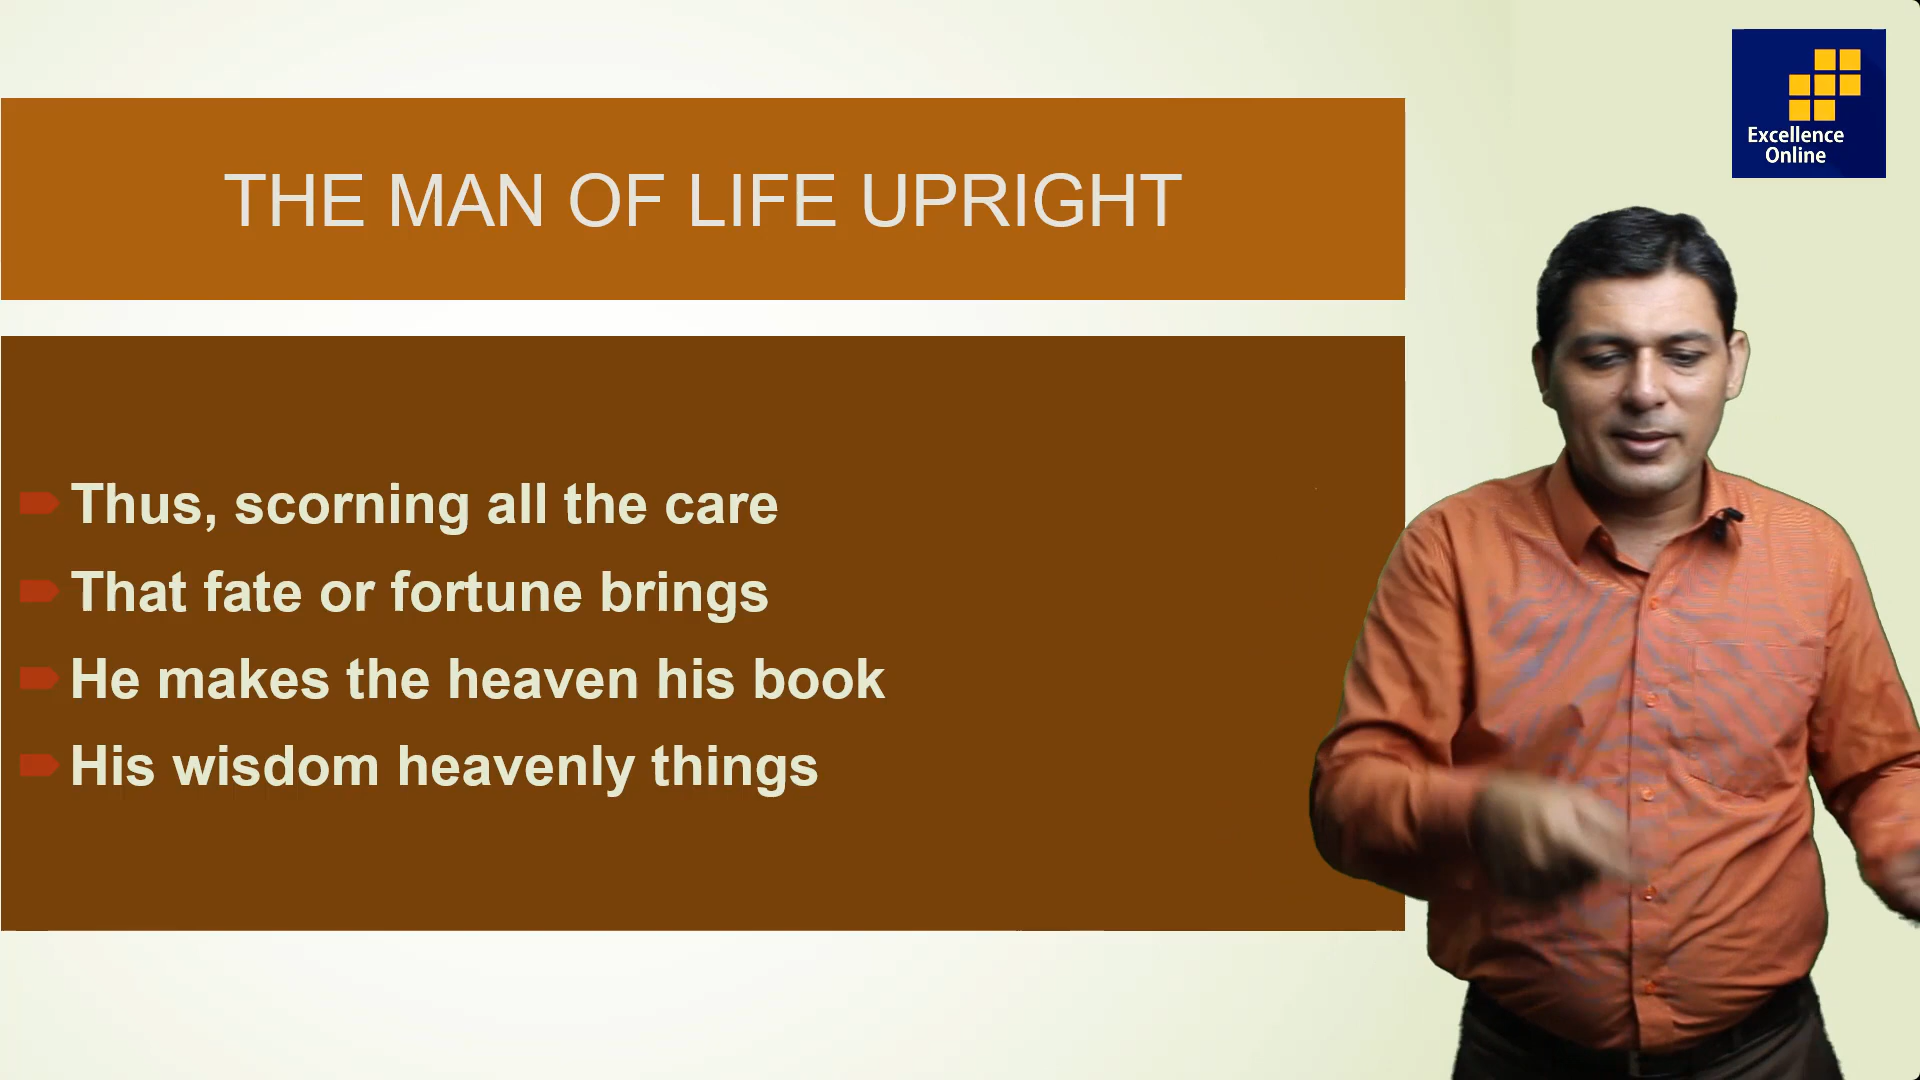 Excellence
Online
THE MAN OF LIFE UPRIGHT
Thus, scorning all the care
That fate or fortune brings
He makes the heaven his book
His wisdom heavenly things